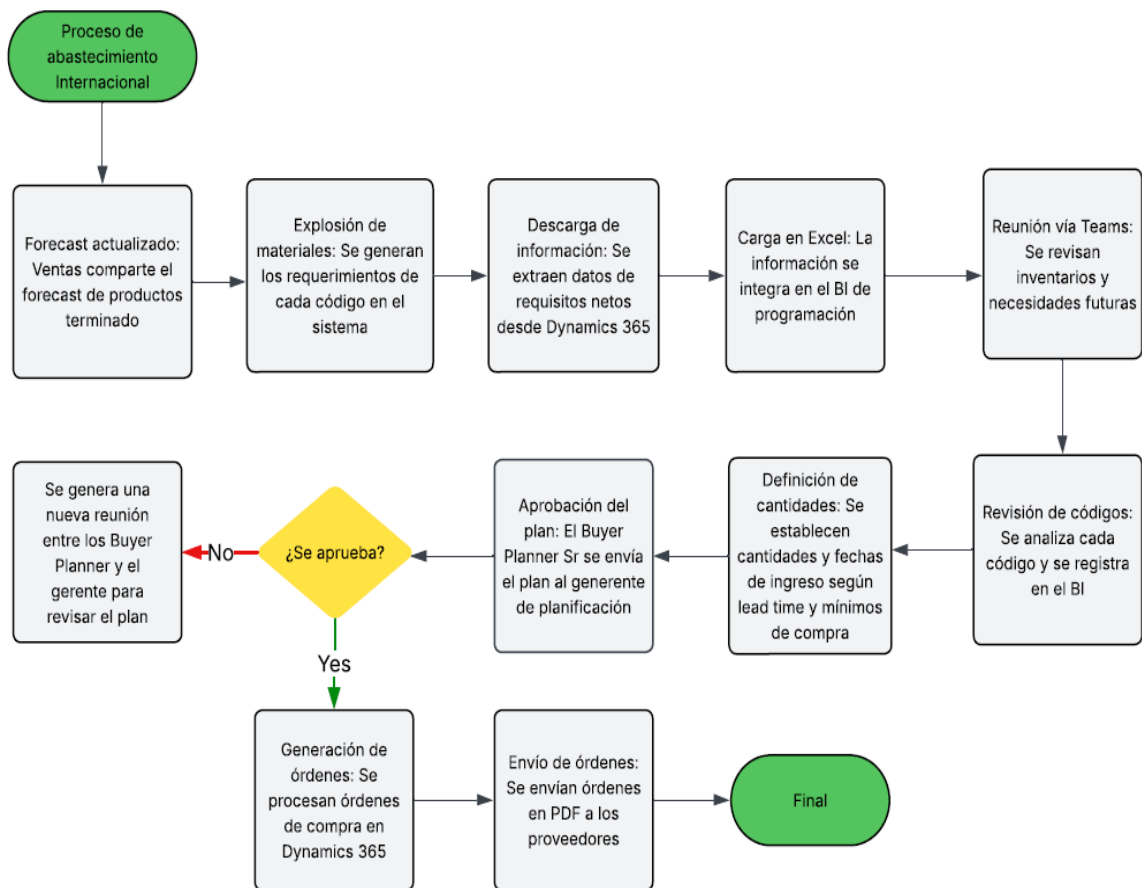 Proceso de
abastecimiento
Internacional
Forecast actualizado:
Ventas comparte el
forecast de productos
terminado
Explosión de
materiales: Se generan
los requerimientos de
cada código en el
sistema
Descarga de
información: Se
extraen datos de
requisitos netos
desde Dynamics 365
Carga en Excel: La
información se
integra en el BI de
programación
Reunión vía Teams:
Se revisan
inventarios y
necesidades futuras
Revisión de códigos:
Se analiza cada
código y se registra
en el BI
Definición de
cantidades: Se
establecen
cantidades y fechas
de ingreso según
lead time y mínimos
de compra
Aprobación del
plan: El Buyer
Planner Sr se envía
el plan al generente
de planificación
¿Se aprueba?
No
Se genera una
nueva reunión
entre los Buyer
Planner y el
gerente para
revisar el plan
Yes
Generación de
órdenes: Se
procesan órdenes
de compra en
Dynamics 365
Envío de órdenes:
Se envían órdenes
en PDF a los
proveedores
Final